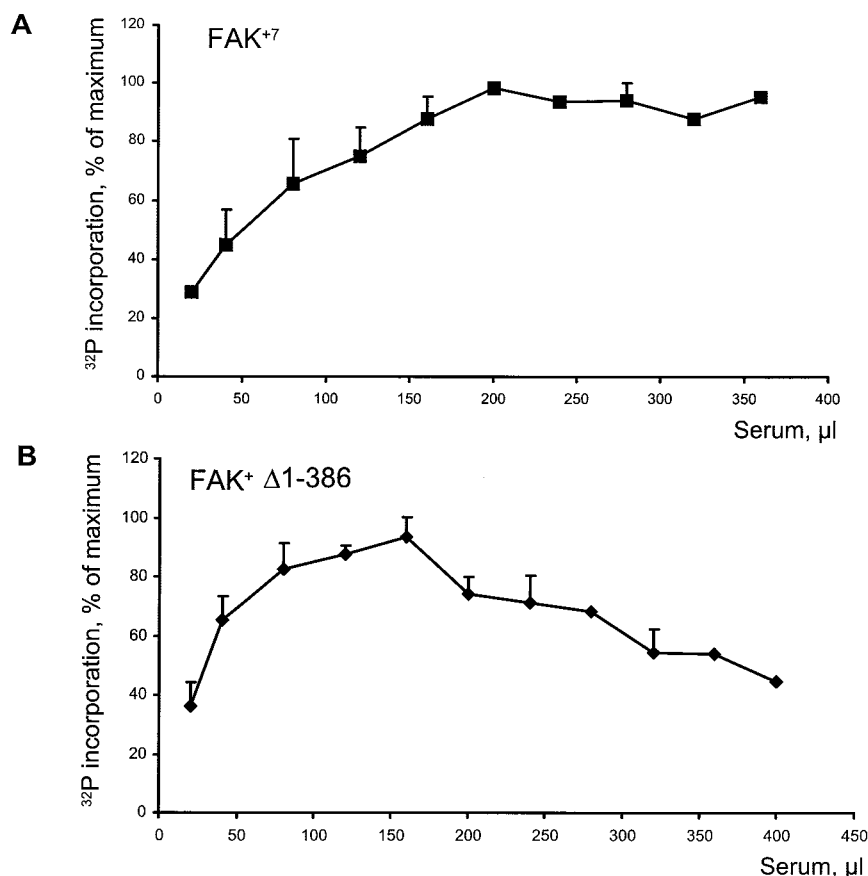 A
FAK+7
32P incorporation, % of maximum
120
100
80
60
40
20
0
0 50 100 150 200 250 300 350 400
Serum, µl
B
FAK+ Δ1-386
32P incorporation, % of maximum
120
100
80
60
40
20
0
0 50 100 150 200 250 300 350 400 450
Serum, µl